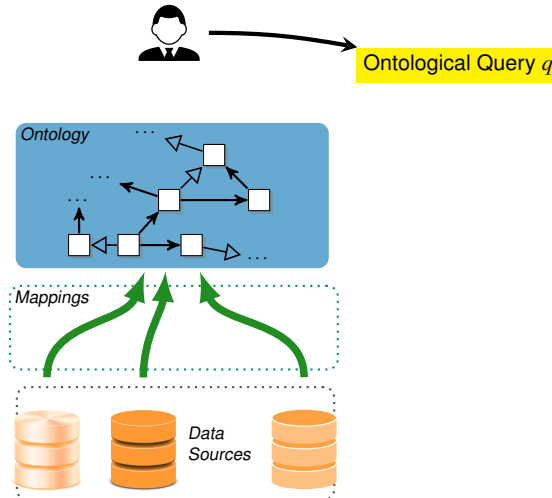 Ontological Query q
Ontology
. . .
. . .
. . .
. . .
Mappings
Data
Sources